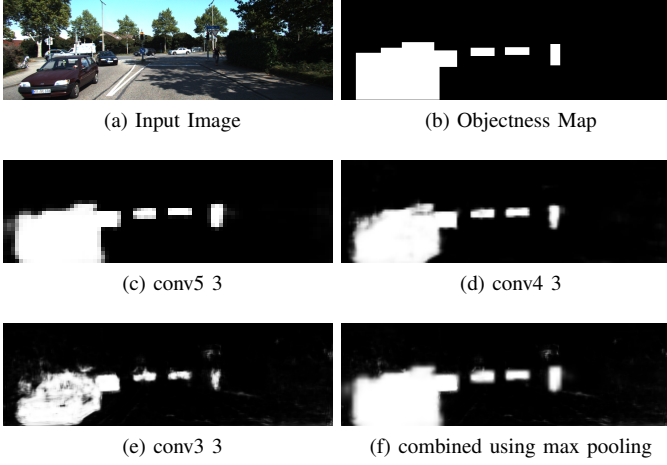 (a) Input Image
(b) Objectness Map
(c) conv5 3
(d) conv4 3
(e) conv3 3
(f) combined using max pooling